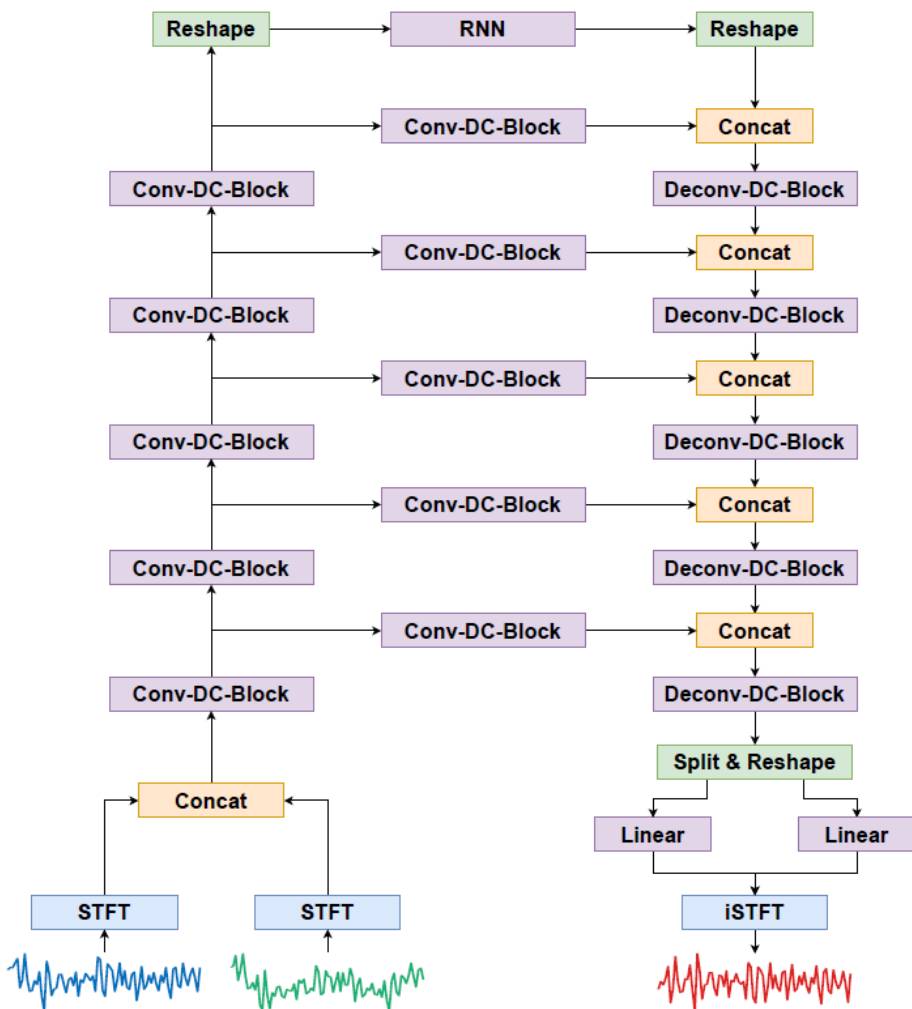 Reshape
RNN
Reshape
Conv-DC-Block
Concat
Conv-DC-Block
Deconv-DC-Block
Conv-DC-Block
Concat
Conv-DC-Block
Deconv-DC-Block
Conv-DC-Block
Concat
Conv-DC-Block
Deconv-DC-Block
Conv-DC-Block
Concat
Conv-DC-Block
Deconv-DC-Block
Conv-DC-Block
Concat
Conv-DC-Block
Deconv-DC-Block
Split & Reshape
Concat
Linear
Linear
STFT
STFT
iSTFT